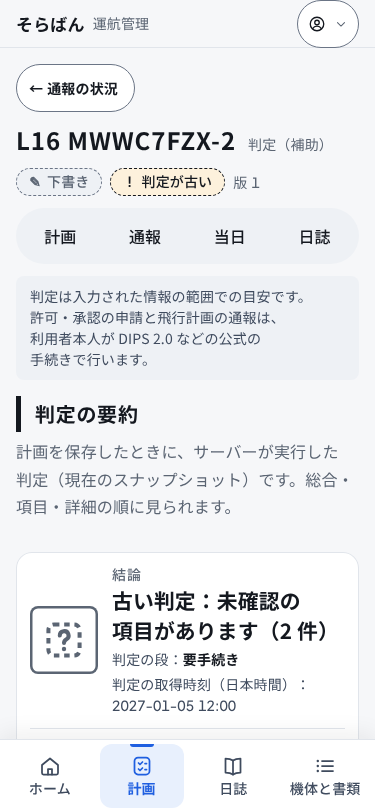 そらばん 運航管理
← 通報の状況
L16 MWWC7FZX-2 判定（補助）
✎ 下書き ! 判定が古い 版 1
計画 通報 当日 日誌
判定は入力された情報の範囲での目安です。
許可・承認の申請と飛行計画の通報は、
利用者本人が DIPS 2.0 などの公式の
手続きで行います。
判定の要約
計画を保存したときに、サーバーが実行した
判定（現在のスナップショット）です。総合・
項目・詳細の順に見られます。
結論
古い判定：未確認の
項目があります（2 件）
判定の段：要手続き
判定の取得時刻（日本時間）：
2027-01-05 12:00
ホーム 計画 日誌 機体と書類